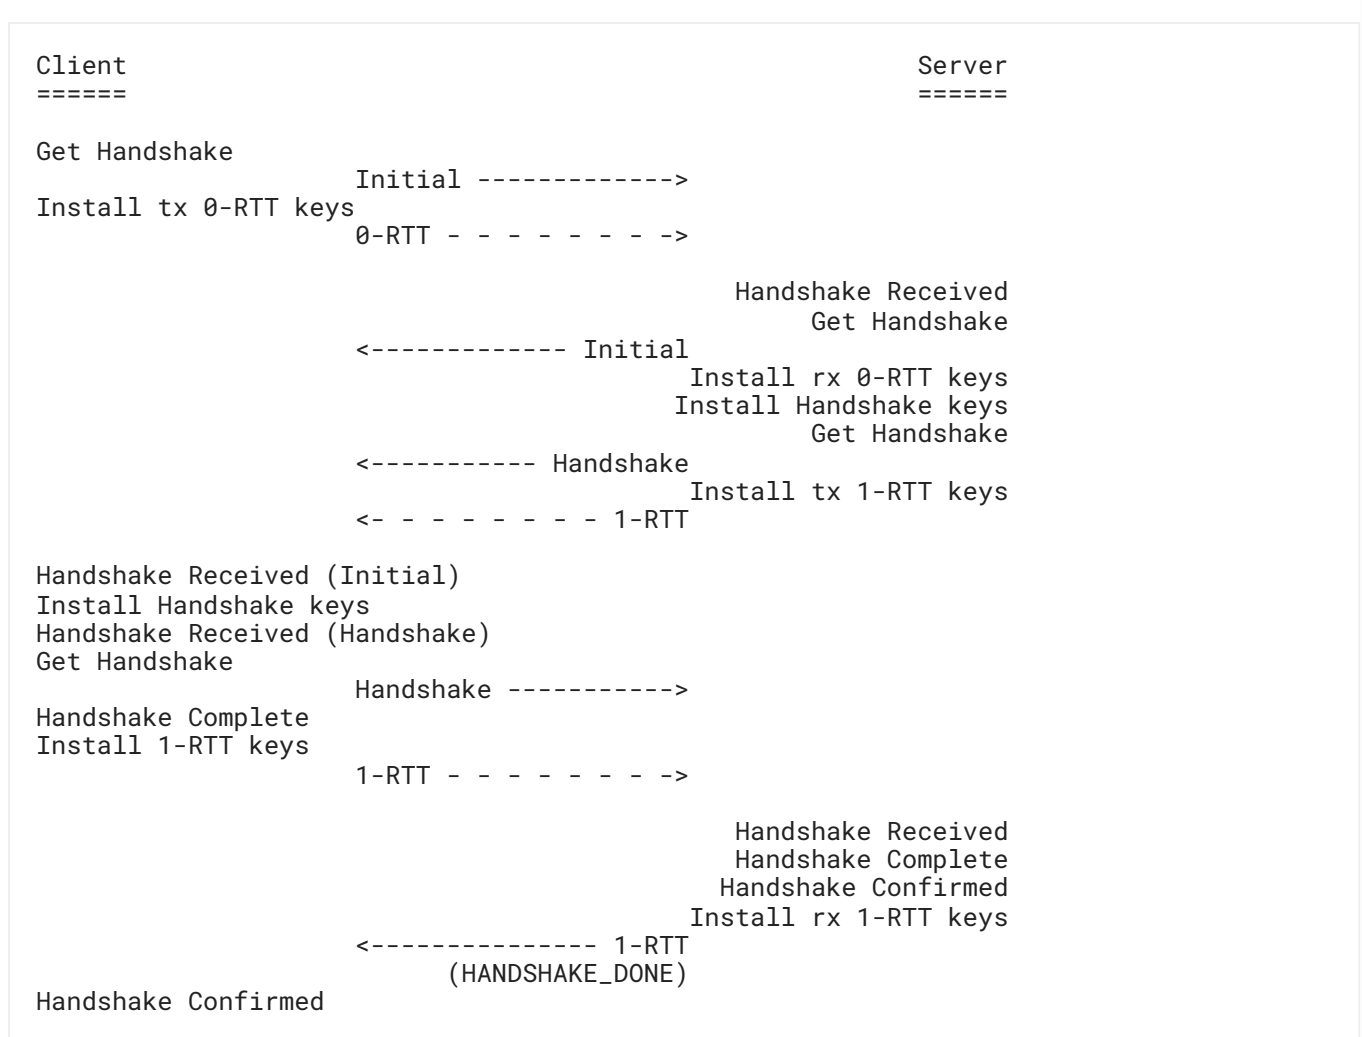 Client                                                    Server
======                                                    ======
Get Handshake
                     Initial ------------->
Install tx 0-RTT keys
                     0-RTT - - - - - - - ->
                                              Handshake Received
                                                   Get Handshake
                     <------------- Initial
                                           Install rx 0-RTT keys
                                          Install Handshake keys
                                                   Get Handshake
                     <----------- Handshake
                                           Install tx 1-RTT keys
                     <- - - - - - - - 1-RTT
Handshake Received (Initial)
Install Handshake keys
Handshake Received (Handshake)
Get Handshake
                     Handshake ----------->
Handshake Complete
Install 1-RTT keys
                     1-RTT - - - - - - - ->
                                              Handshake Received
                                              Handshake Complete
                                             Handshake Confirmed
                                           Install rx 1-RTT keys
                     <--------------- 1-RTT
                           (HANDSHAKE_DONE)
Handshake Confirmed